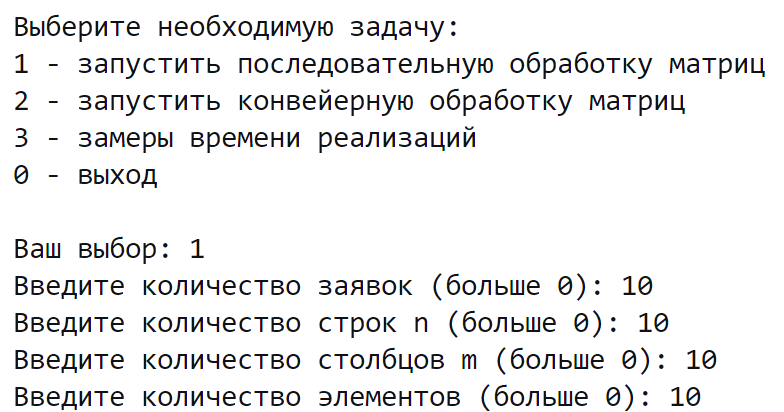 Выберите необходимую задачу:
1 - запустить последовательную обработку матриц
2 - запустить конвейерную обработку матриц
3 - замеры времени реализаций
0 - выход
Ваш выбор: 1
Введите количество заявок (больше 0): 10
Введите количество строк n (больше 0): 10
Введите количество столбцов m (больше 0): 10
Введите количество элементов (больше 0): 10